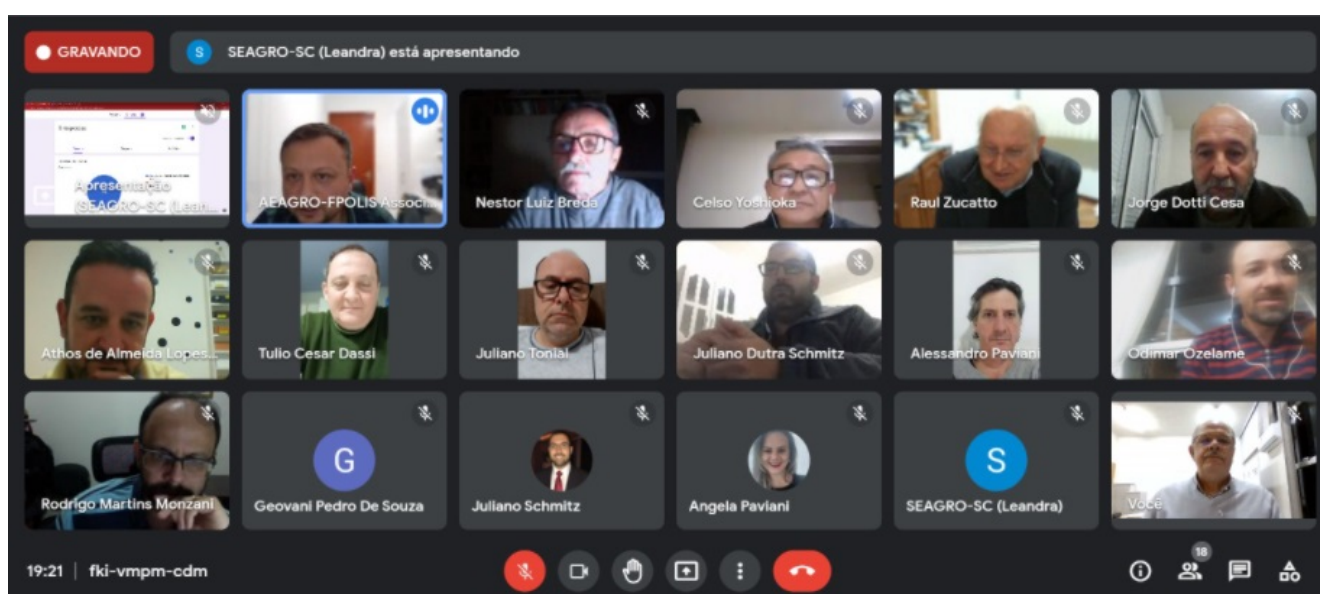 GRAVANDO
S
SEAGRO-SC (Leandra) está apresentando
Apresentação
(SEAGRO-SC (Lean...
AEAGRO-FPOLIS Associ...
Nestor Luiz Breda
Celso Yoshioka
Raul Zucatto
Jorge Dotti Cesa
Athos de Almeida Lopes...
Tulio Cesar Dassi
Juliano Tonial
Juliano Dutra Schmitz
Alessandro Paviani
Odimar Ozelame
Rodrigo Martins Monzani
G
Geovani Pedro De Souza
Juliano Schmitz
Angela Paviani
S
SEAGRO-SC (Leandra)
Você
19:21 | fki-vmpm-cdm
18